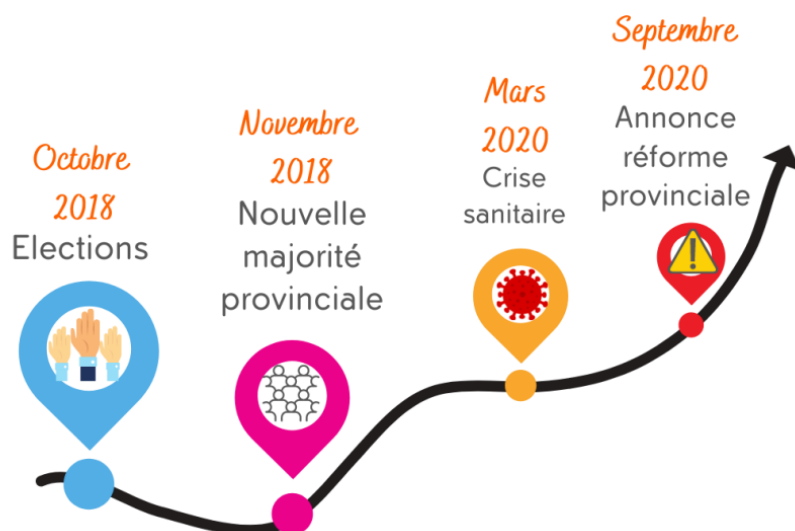 Octobre
2018
Elections
Novembre
2018
Nouvelle
majorité
provinciale
Mars
2020
Crise
sanitaire
Septembre
2020
Annonce
réforme
provinciale